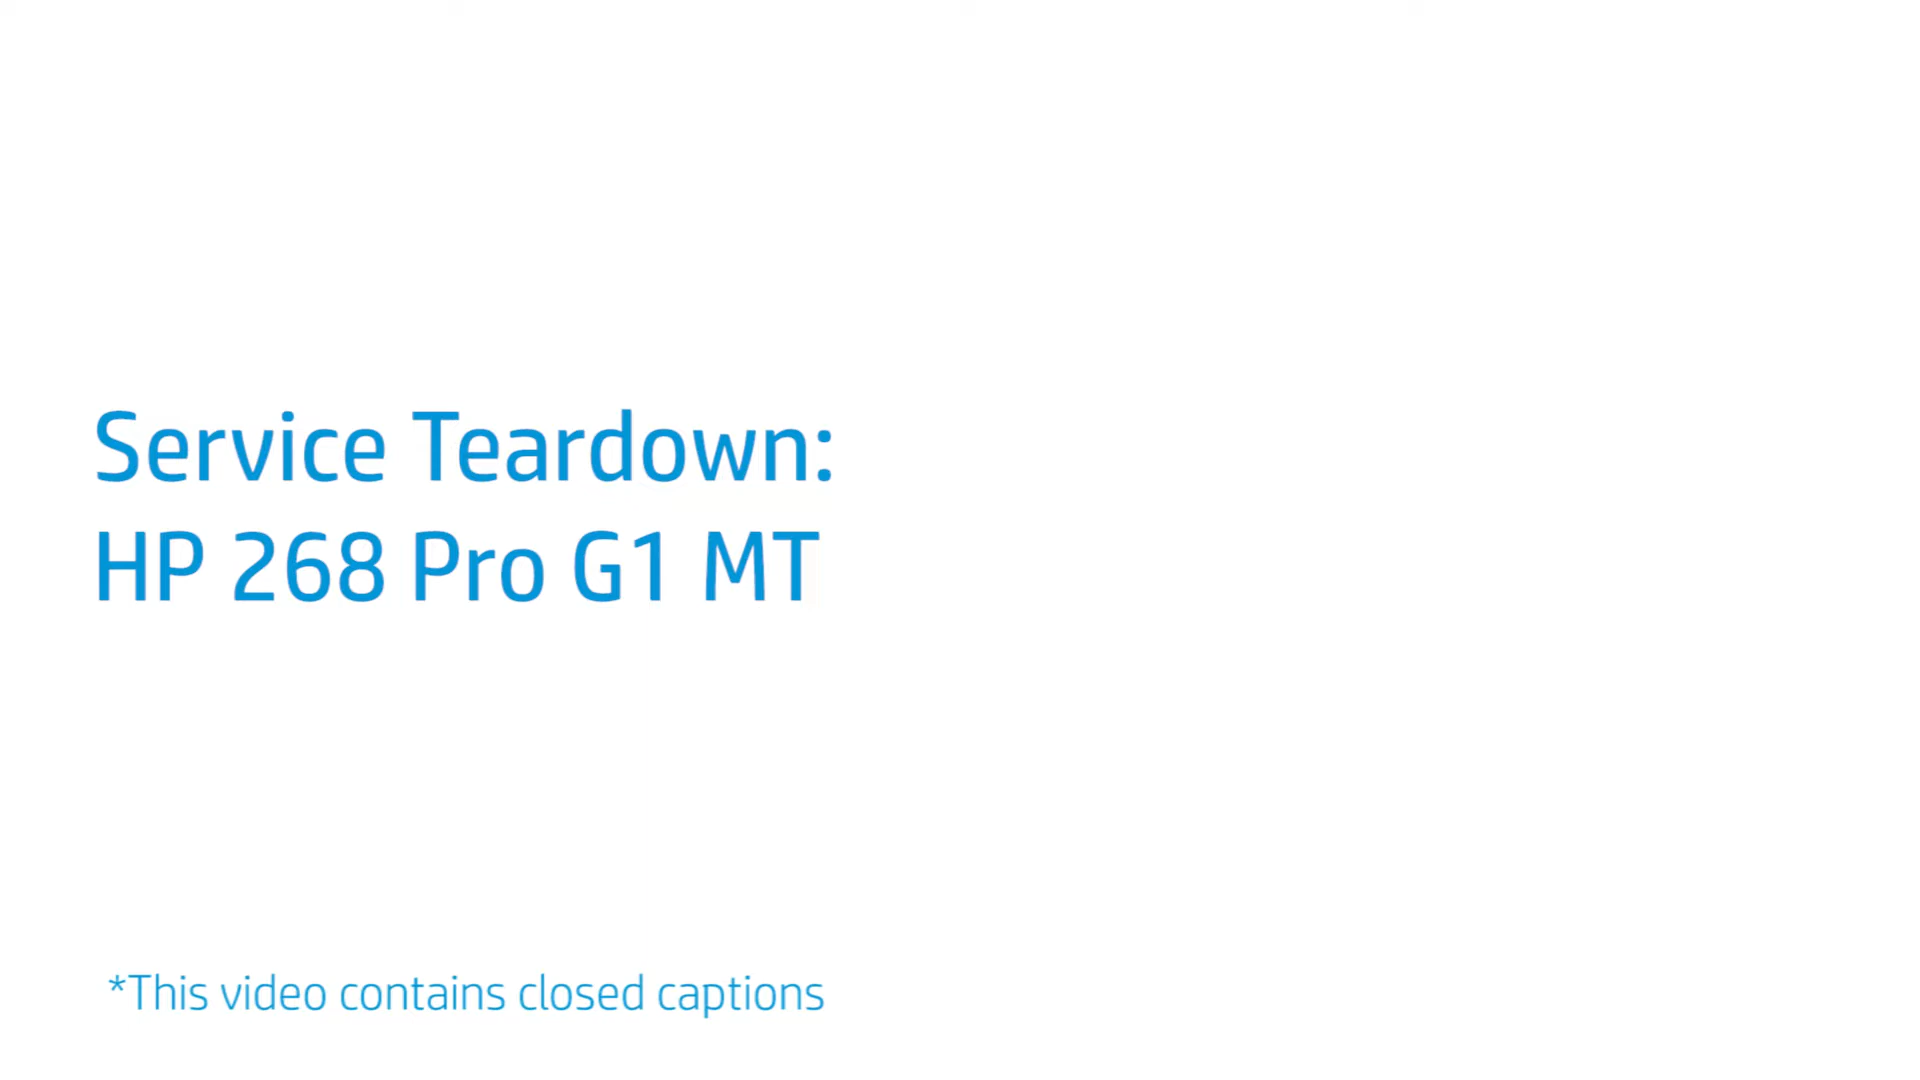 Service Teardown:
HP 268 Pro G1 MT
*This video contains closed captions